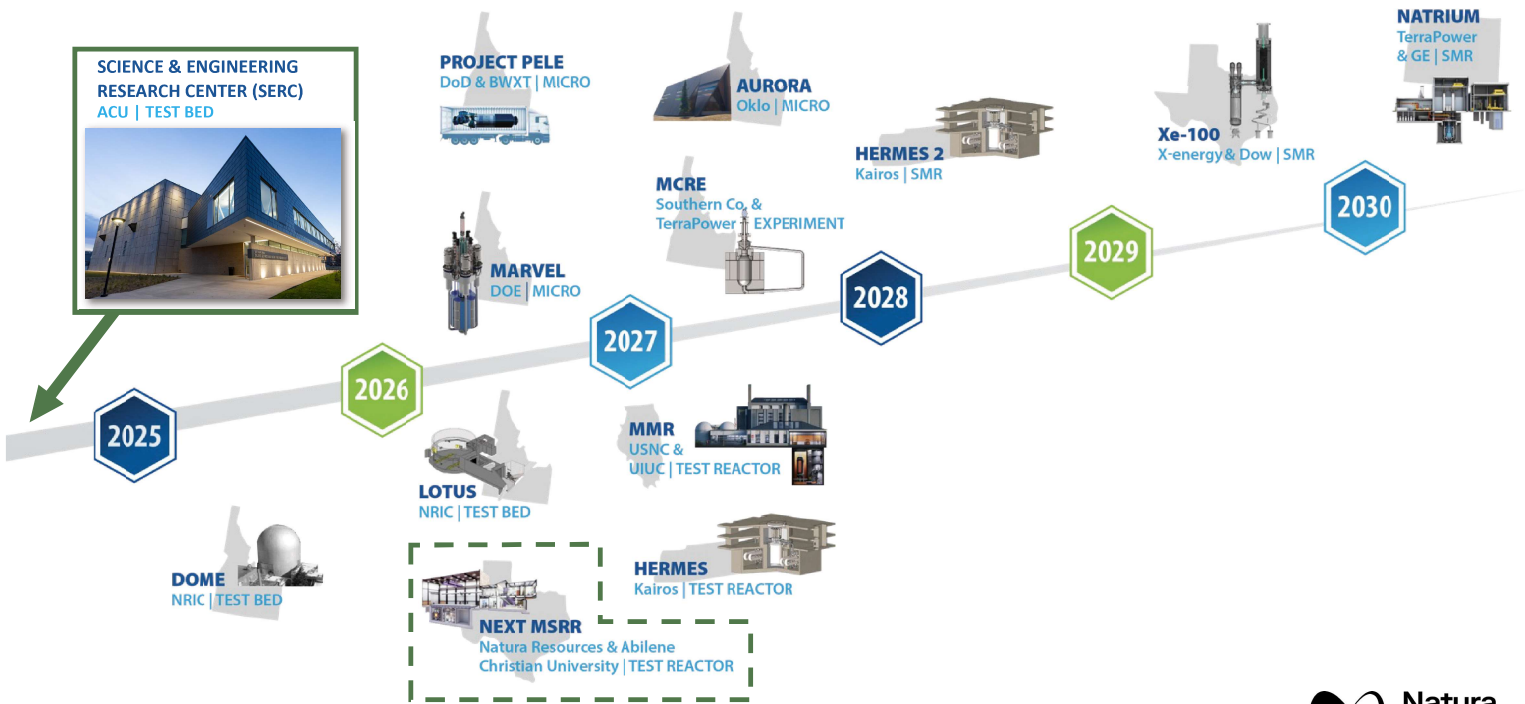 SCIENCE & ENGINEERING
RESEARCH CENTER (SERC)
ACU | TEST BED
PROJECT PELE
DoD & BWXT | MICRO
AURORA
Oklo | MICRO
HERMES 2
Kairos | SMR
Xe-100
X-energy & Dow | SMR
NATRIUM
TerraPower
& GE | SMR
MARVEL
DOE | MICRO
MCRE
Southern Co. &
TerraPower | EXPERIMENT
2025
2026
2027
2028
2029
2030
DOME
NRIC | TEST BED
LOTUS
NRIC | TEST BED
NEXT MSRR
Natura Resources & Abilene
Christian University | TEST REACTOR
MMR
USNC &
UIUC | TEST REACTOR
HERMES
Kairos | TEST REACTOR
Natura